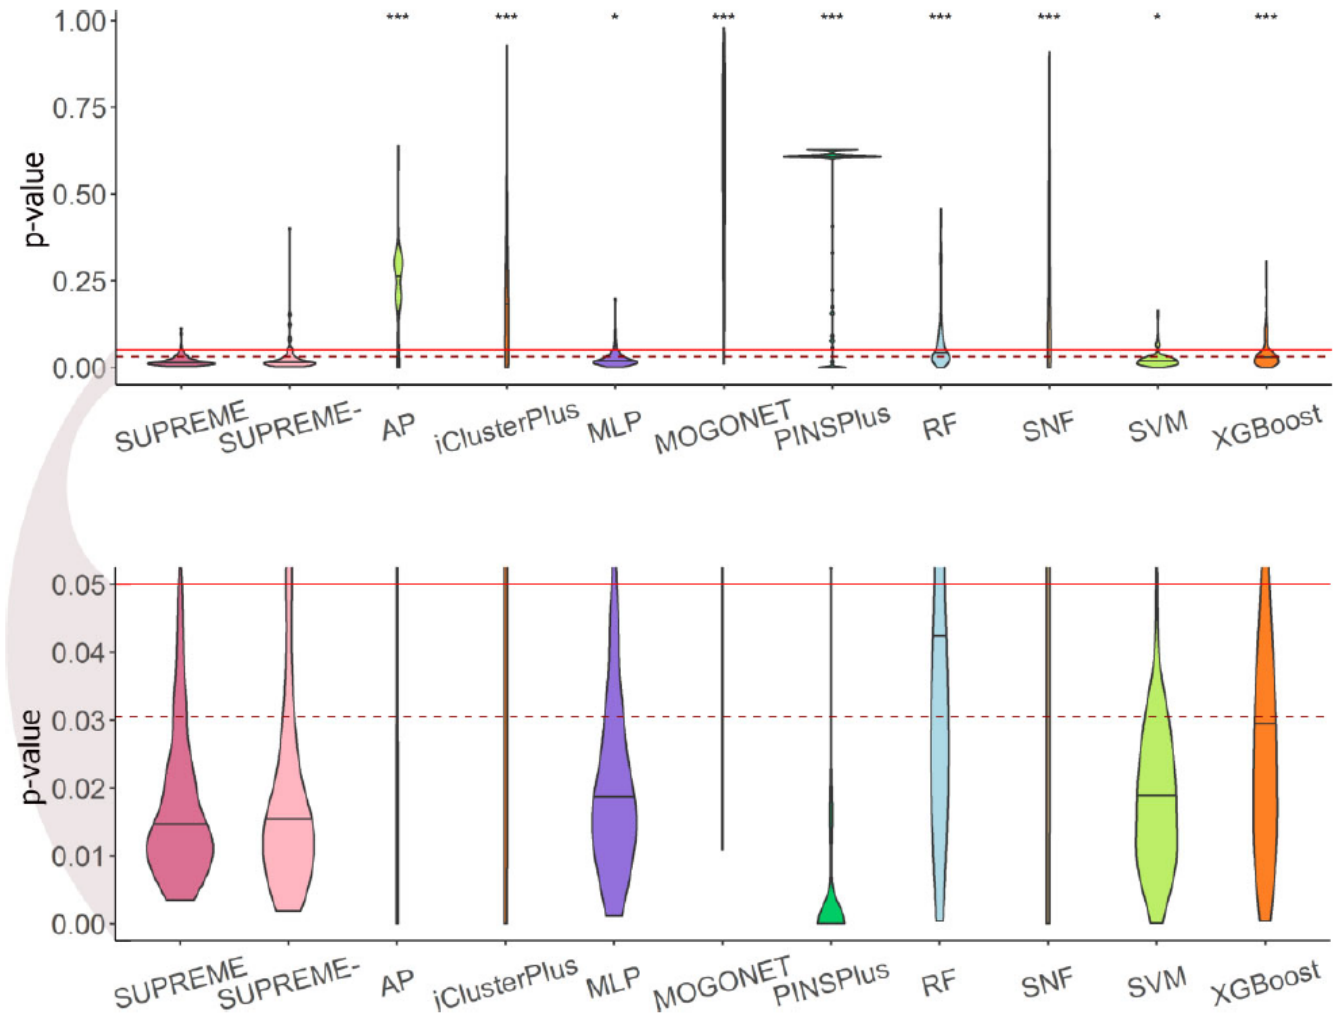 1.00
0.75
0.50
0.25
0.00
p-value
*** *** * *** *** *** *** * ***
SUPREME SUPREME- AP iClusterPlus MLP MOGONET PINSPlus RF SNF SVM XGBoost
0.05
0.04
0.03
0.02
0.01
0.00
p-value
SUPREME SUPREME- AP iClusterPlus MLP MOGONET PINSPlus RF SNF SVM XGBoost